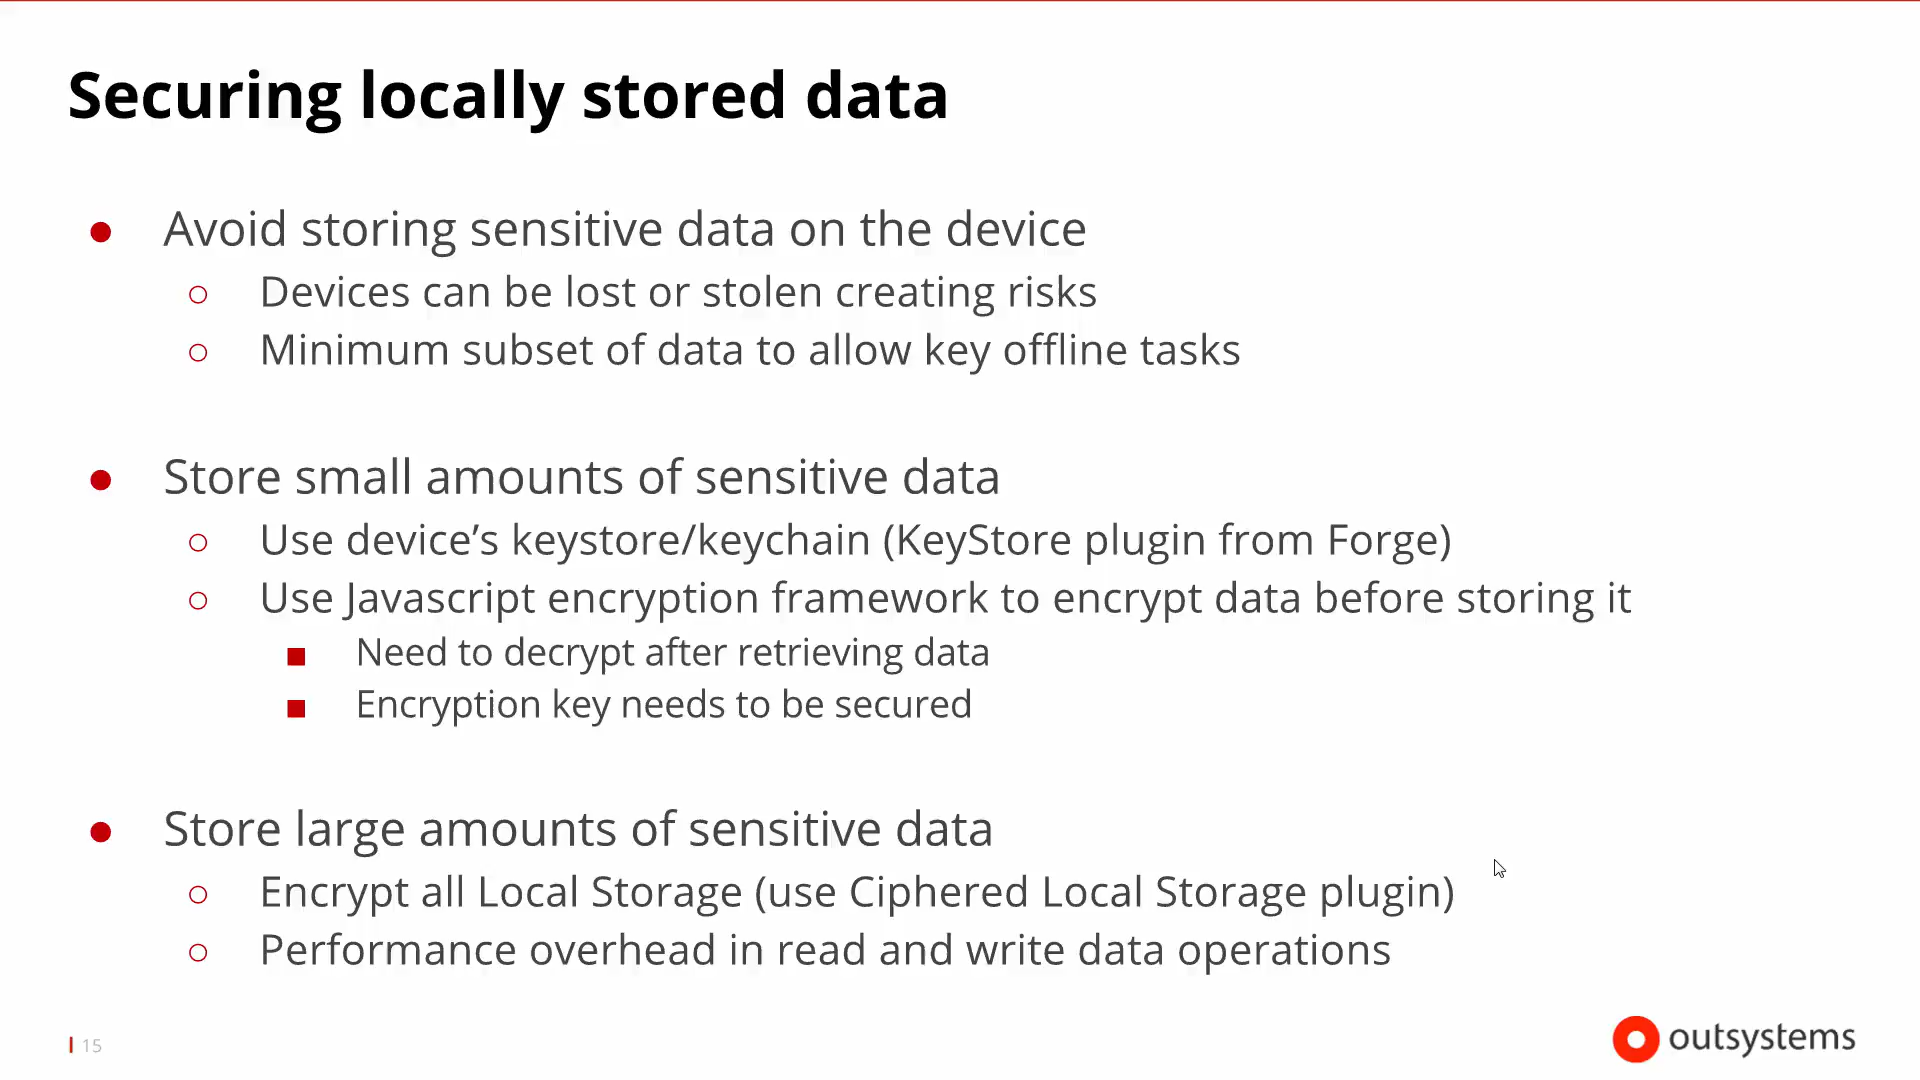 Securing locally stored data
● Avoid storing sensitive data on the device
○ Devices can be lost or stolen creating risks
○ Minimum subset of data to allow key offline tasks
● Store small amounts of sensitive data
○ Use device’s keystore/keychain (KeyStore plugin from Forge)
○ Use Javascript encryption framework to encrypt data before storing it
■ Need to decrypt after retrieving data
■ Encryption key needs to be secured
● Store large amounts of sensitive data
○ Encrypt all Local Storage (use Ciphered Local Storage plugin)
○ Performance overhead in read and write data operations
15
outsystems